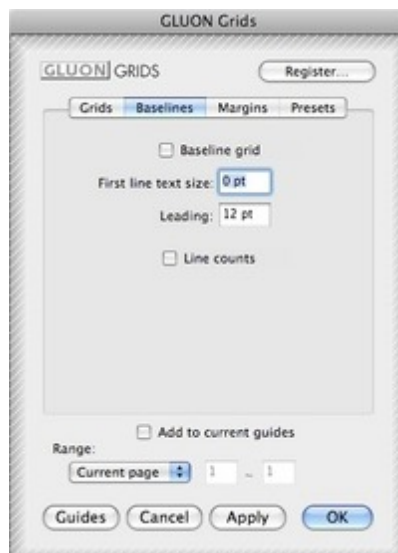 GLUON Grids
GLUON GRIDS Register...
Grids Baselines Margins Presets
Baseline grid
First line text size: 0 pt
Leading: 12 pt
Line counts
Add to current guides
Range:
Current page 1 - 1
Guides Cancel Apply OK